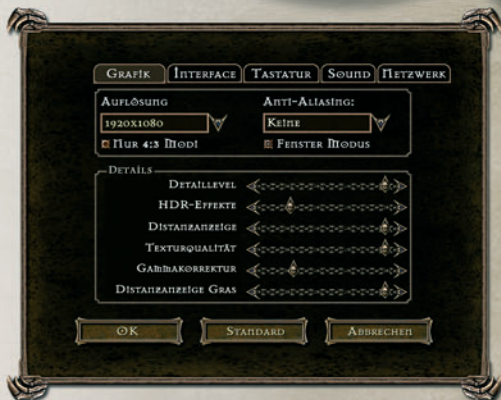 Grafik Interface Tastatur Sound Netzwerk
Auflösung Anti-Aliasing:
1920x1080 Keine
Nur 4:3 Modi Fenster Modus
Details
Detaillevel
HDR-Effekte
Distanzanzeige
Texturqualität
Gammakorrektur
Distanzanzeige Gras
OK Standard Abbrechen